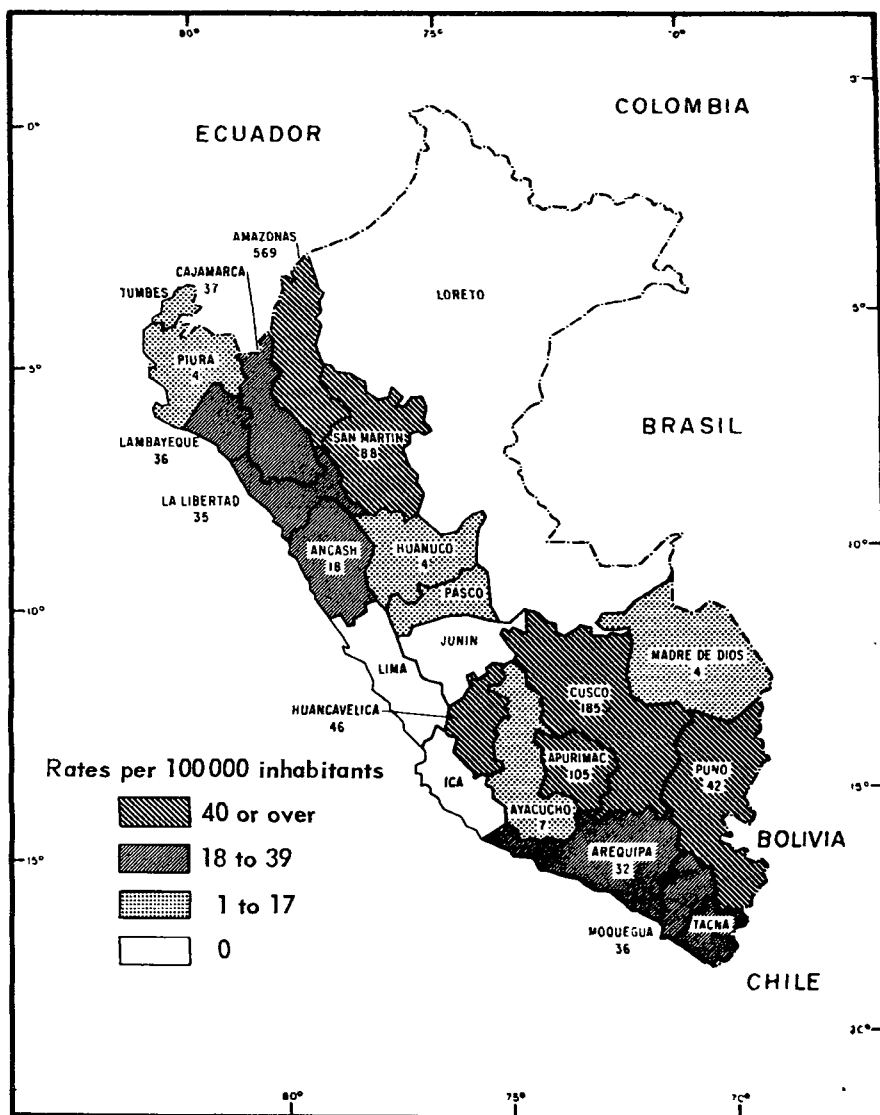 80°
75°
70°
0°
ECUADOR
COLOMBIA
0°
AMAZONAS
569
CAJAMARCA
37
TUMBES
LORETO
5°
PIURA
4
5°
LAMBAYEQUE
36
SAN MARTIN
88
BRASIL
LA LIBERTAD
35
ANCASH
18
HUANUCO
4
10°
PASCO
10°
JUNIN
LIMA
MADRE DE DIOS
4
CUSCO
185
HUANCAVELICA
46
Rates per 100000 inhabitants
ICA
APURIMAC
105
PUNO
42
15°
40 or over
AYACUCHO
7
BOLIVIA
18 to 39
AREQUIPA
32
15°
1 to 17
TACNA
MOQUEGUA
36
0
CHILE
20°
80°
75°
70°